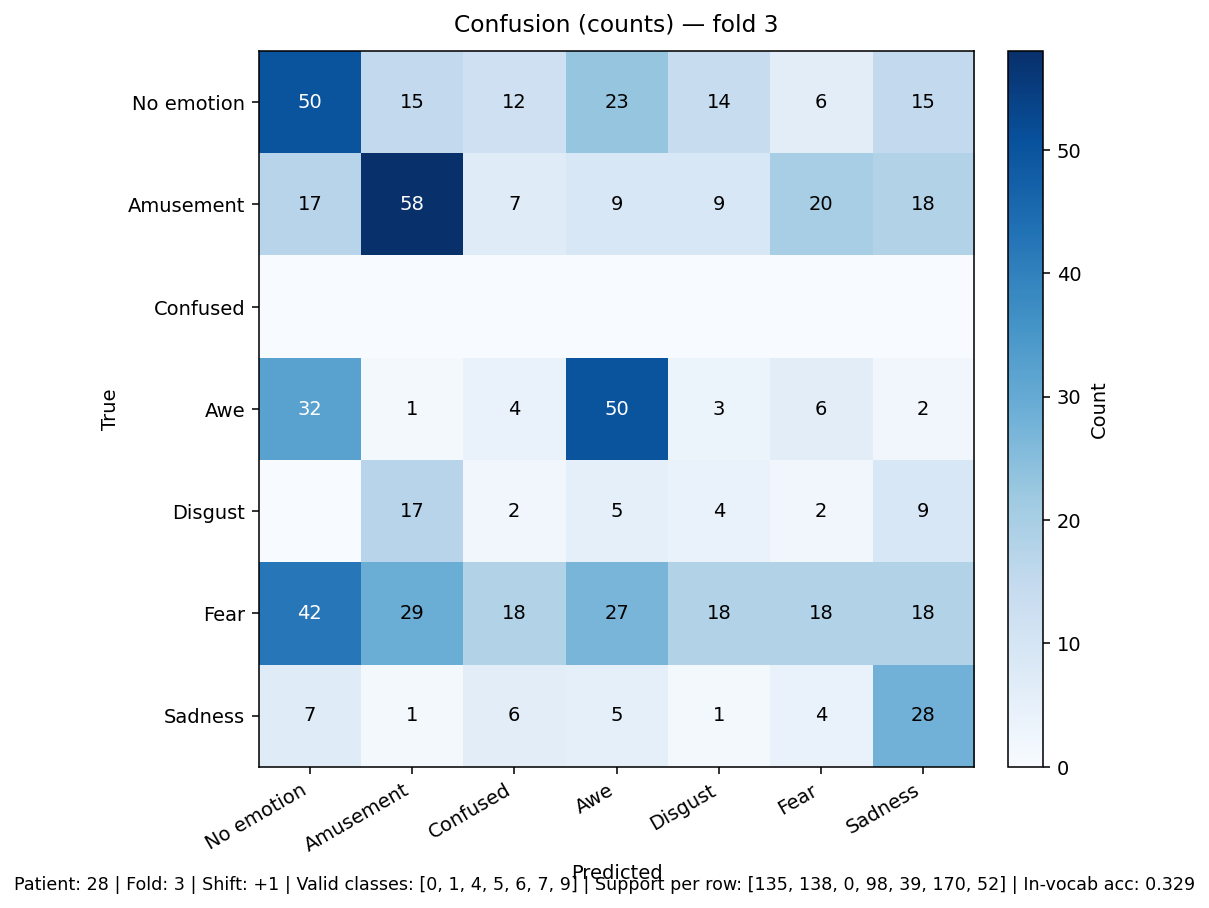 Confusion (counts) — fold 3
No emotion 50 15 12 23 14 6 15
Amusement 17 58 7 9 9 20 18
Confused
Awe 32 1 4 50 3 6 2
Disgust 17 2 5 4 2 9
Fear 42 29 18 27 18 18 18
Sadness 7 1 6 5 1 4 28
True
No emotion Amusement Confused Awe Disgust Fear Sadness
Predicted
50
40
30
20
10
0
Count
Patient: 28 | Fold: 3 | Shift: +1 | Valid classes: [0, 1, 4, 5, 6, 7, 9] | Support per row: [135, 138, 0, 98, 39, 170, 52] | In-vocab acc: 0.329